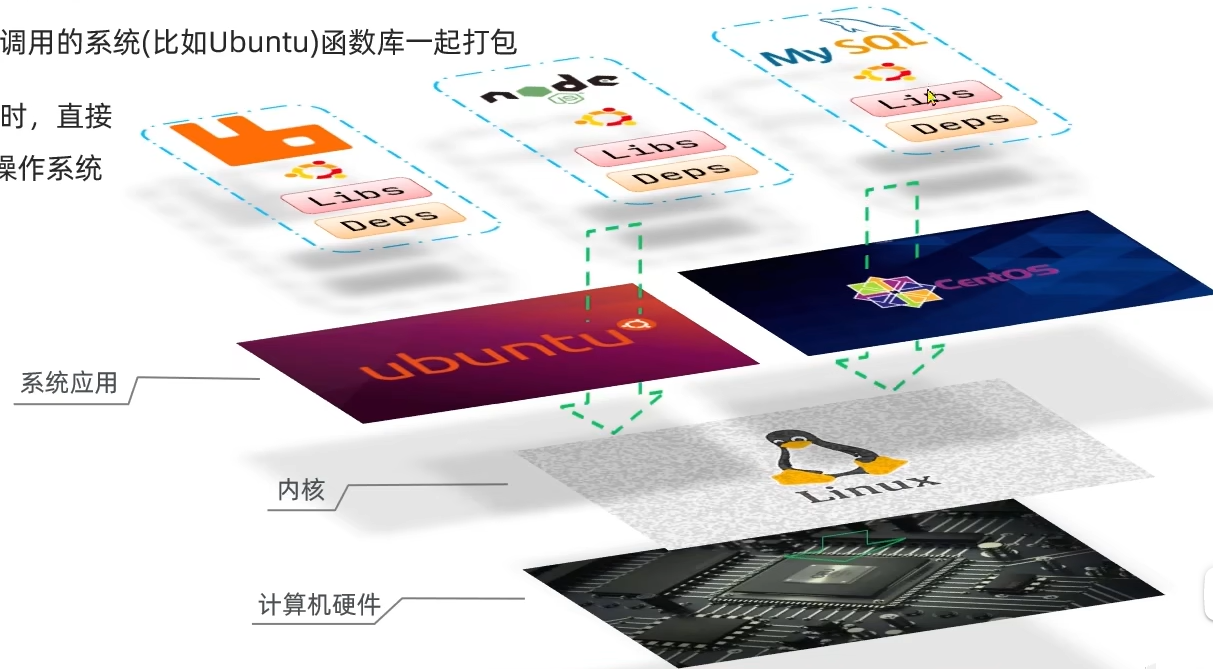 调用的系统(比如Ubuntu)函数库一起打包
时，直接
操作系统
MySQL
Libs
Deps
node
JS
Libs
Deps
Libs
Deps
CentOS
ubuntu
系统应用
Linux
内核
计算机硬件